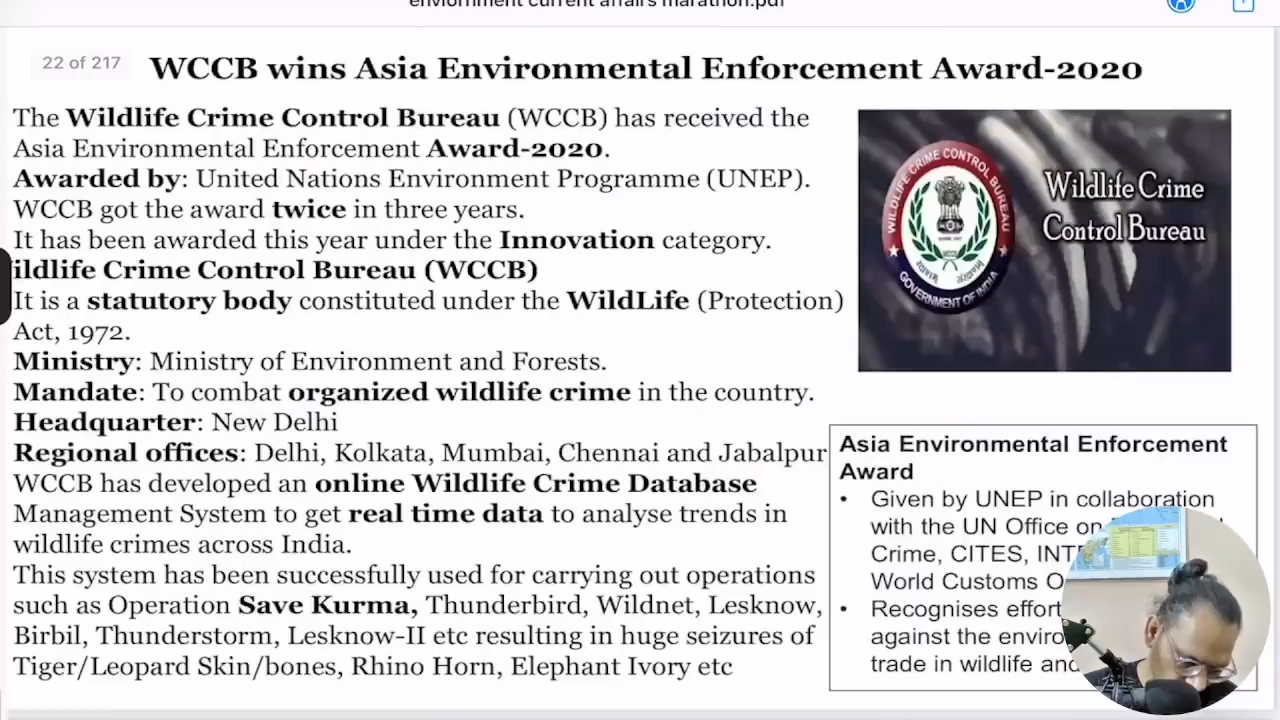 enviornment current affairs marathon.pdf
22 of 217
WCCB wins Asia Environmental Enforcement Award-2020
The Wildlife Crime Control Bureau (WCCB) has received the
Asia Environmental Enforcement Award-2020.
Awarded by: United Nations Environment Programme (UNEP).
WCCB got the award twice in three years.
It has been awarded this year under the Innovation category.
ildlife Crime Control Bureau (WCCB)
It is a statutory body constituted under the WildLife (Protection)
Act, 1972.
Ministry: Ministry of Environment and Forests.
Mandate: To combat organized wildlife crime in the country.
Headquarter: New Delhi
Regional offices: Delhi, Kolkata, Mumbai, Chennai and Jabalpur
WCCB has developed an online Wildlife Crime Database
Management System to get real time data to analyse trends in
wildlife crimes across India.
This system has been successfully used for carrying out operations
such as Operation Save Kurma, Thunderbird, Wildnet, Lesknow,
Birbil, Thunderstorm, Lesknow-II etc resulting in huge seizures of
Tiger/Leopard Skin/bones, Rhino Horn, Elephant Ivory etc
WILDLIFE CRIME CONTROL BUREAU
GOVERNMENT OF INDIA
Wildlife Crime
Control Bureau
Asia Environmental Enforcement
Award
• Given by UNEP in collaboration
with the UN Office on
Crime, CITES,
World Customs
• Recognises
against the
trade in wildlife